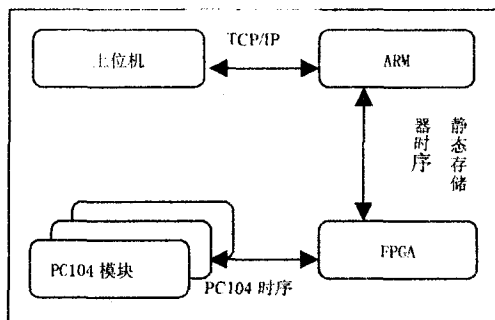 TCP/IP
上位机
ARM
静态存储
器时序
PC104 模块
FPGA
PC104 时序